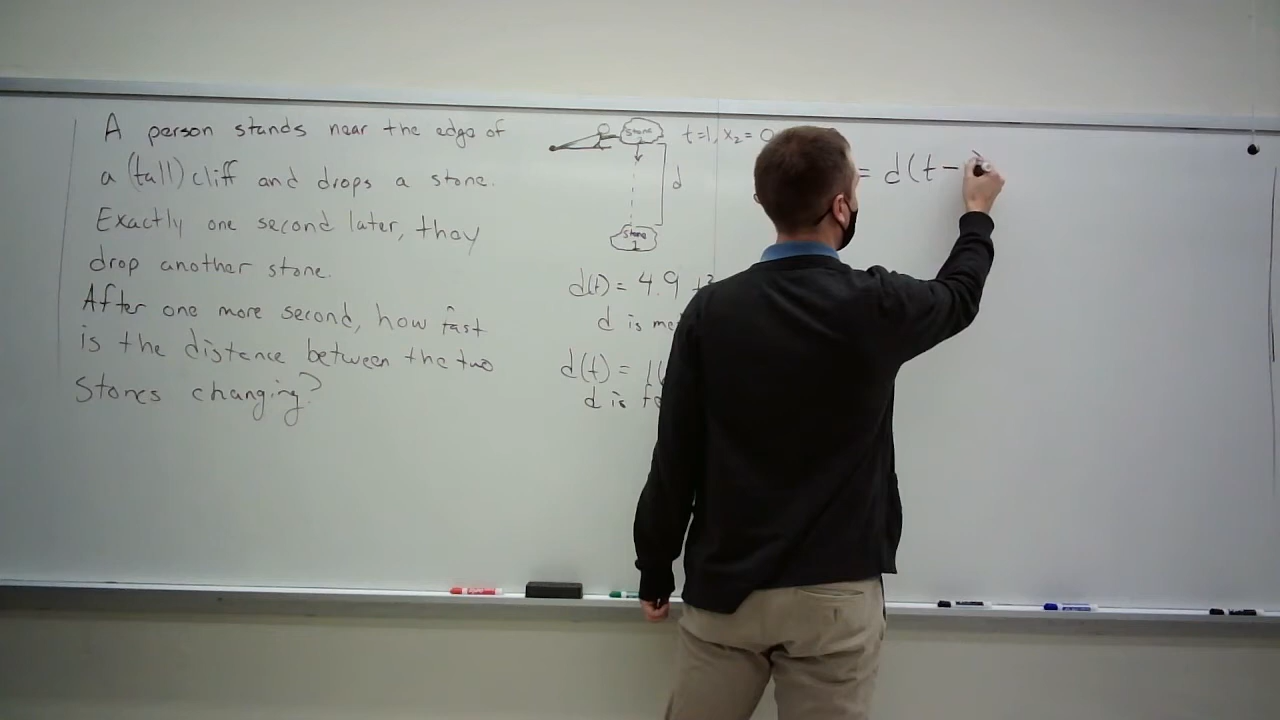 A person stands near the edge of
a (tall) cliff and drops a stone.
Exactly one second later, they
drop another stone.
After one more second, how fast
is the distance between the two
stones changing?
stone
t=1, x₂=0
d
stone
1
d(t) = 4.9 t²
d is
d(t) =
d is
= d(t-